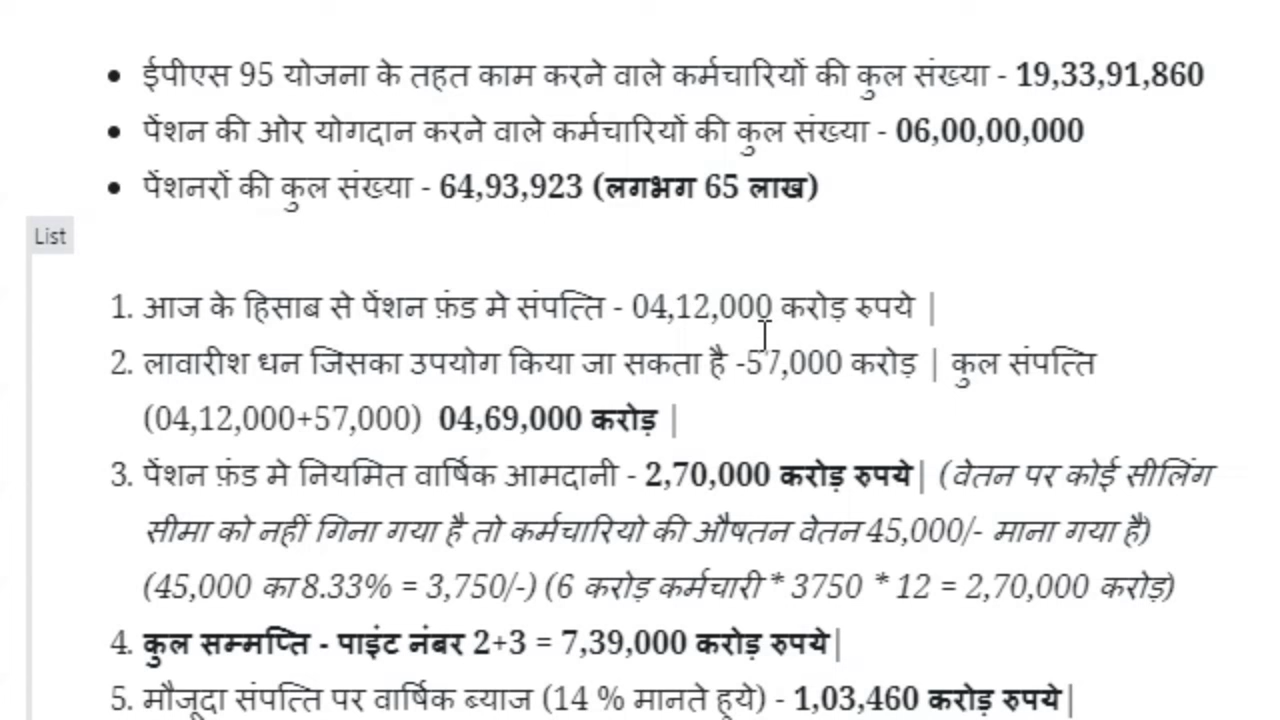 • ईपीएस 95 योजना के तहत काम करने वाले कर्मचारियों की कुल संख्या - 19,33,91,860
• पेंशन की ओर योगदान करने वाले कर्मचारियों की कुल संख्या - 06,00,00,000
• पेंशनरों की कुल संख्या - 64,93,923 (लगभग 65 लाख)
List
1. आज के हिसाब से पेंशन फ़ंड मे संपत्ति - 04,12,000 करोड़ रुपये |
2. लावारीश धन जिसका उपयोग किया जा सकता है -57,000 करोड़ | कुल संपत्ति
(04,12,000+57,000) 04,69,000 करोड़ |
3. पेंशन फ़ंड मे नियमित वार्षिक आमदानी - 2,70,000 करोड़ रुपये| (वेतन पर कोई सीलिंग
सीमा को नहीं गिना गया है तो कर्मचारियो की औषतन वेतन 45,000/- माना गया है)
(45,000 का 8.33% = 3,750/-) (6 करोड़ कर्मचारी * 3750 * 12 = 2,70,000 करोड़)
4. कुल सम्मप्ति - पाइंट नंबर 2+3 = 7,39,000 करोड़ रुपये|
5. मौजूदा संपत्ति पर वार्षिक ब्याज (14 % मानते हुये) - 1,03,460 करोड़ रुपये|